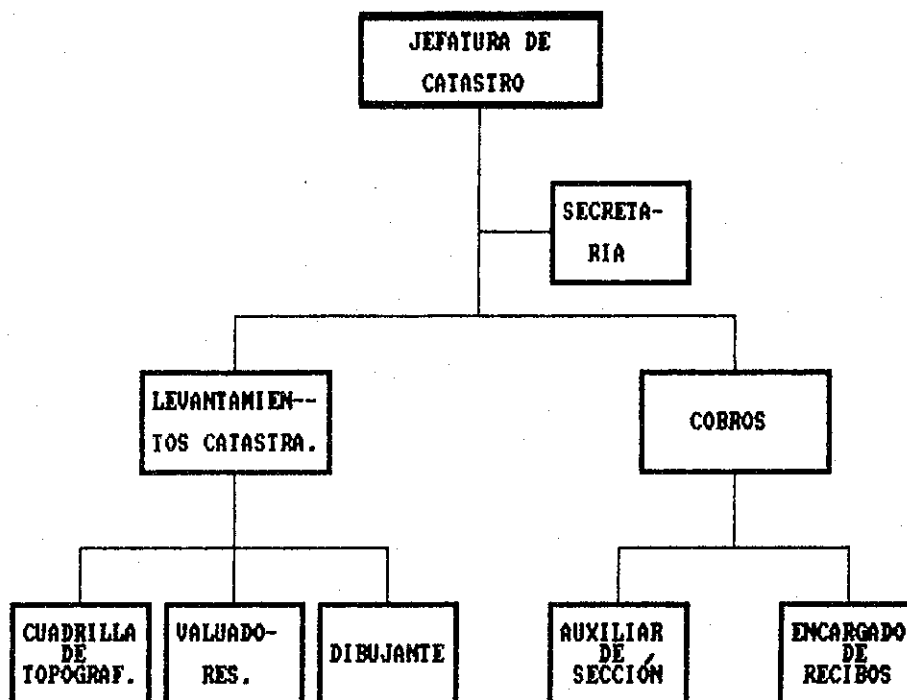 JEFATURA DE
CATASTRO
SECRETA-
RIA
LEVANTAMIEN--
TOS CATASTRA.
COBROS
CUADRILLA
DE
TOPOGRAF.
VALUADO-
RES.
DIBUJANTE
AUXILIAR
DE
SECCIÓN
ENCARGADO
DE
RECIBOS